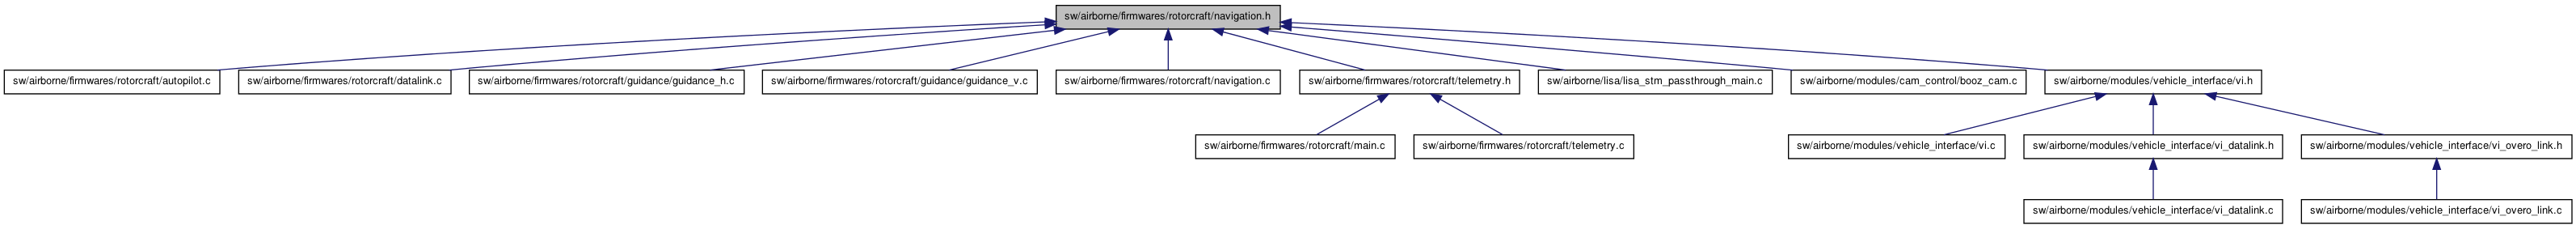 sw/airborne/firmwares/rotorcraft/navigation.h
sw/airborne/firmwares/rotorcraft/autopilot.c
sw/airborne/firmwares/rotorcraft/datalink.c
sw/airborne/firmwares/rotorcraft/guidance/guidance_h.c
sw/airborne/firmwares/rotorcraft/guidance/guidance_v.c
sw/airborne/firmwares/rotorcraft/navigation.c
sw/airborne/firmwares/rotorcraft/telemetry.h
sw/airborne/lisa/lisa_stm_passthrough_main.c
sw/airborne/modules/cam_control/booz_cam.c
sw/airborne/modules/vehicle_interface/vi.h
sw/airborne/firmwares/rotorcraft/main.c
sw/airborne/firmwares/rotorcraft/telemetry.c
sw/airborne/modules/vehicle_interface/vi.c
sw/airborne/modules/vehicle_interface/vi_datalink.h
sw/airborne/modules/vehicle_interface/vi_overo_link.h
sw/airborne/modules/vehicle_interface/vi_datalink.c
sw/airborne/modules/vehicle_interface/vi_overo_link.c